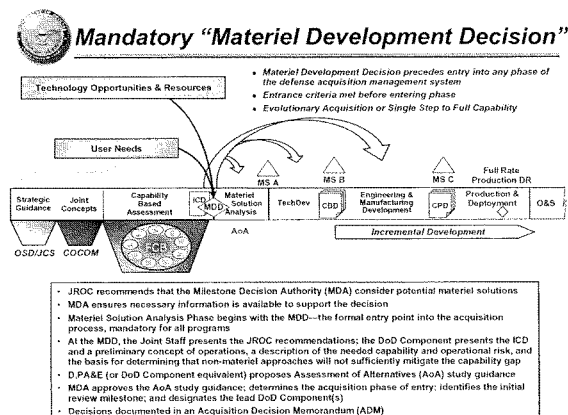 Mandatory “Materiel Development Decision”
Technology Opportunities & Resources
• Materiel Development Decision precedes entry into any phase of
the defense acquisition management system
• Entrance criteria met before entering phase
• Evolutionary Acquisition or Single Step to Full Capability
User Needs
MS A
MS B
MS C
Full Rate
Production DR
Strategic
Guidance
Joint
Concepts
Capability
Based
Assessment
ICD
MDD
Materiel
Solution
Analysis
TechDev
CDD
Engineering &
Manufacturing
Development
CPD
Production &
Deployment
O&S
AoA
Incremental Development
OSD/JCS
COCOM
FCB
• JROC recommends that the Milestone Decision Authority (MDA) consider potential materiel solutions
• MDA ensures necessary information is available to support the decision
• Materiel Solution Analysis Phase begins with the MDD—the formal entry point into the acquisition
process, mandatory for all programs
• At the MDD, the Joint Staff presents the JROC recommendations; the DoD Component presents the ICD
and a preliminary concept of operations, a description of the needed capability and operational risk, and
the basis for determining that non-materiel approaches will not sufficiently mitigate the capability gap
• D,PA&E (or DoD Component equivalent) proposes Assessment of Alternatives (AoA) study guidance
• MDA approves the AoA study guidance; determines the acquisition phase of entry; identifies the initial
review milestone; and designates the lead DoD Component(s)
• Decisions documented in an Acquisition Decision Memorandum (ADM)